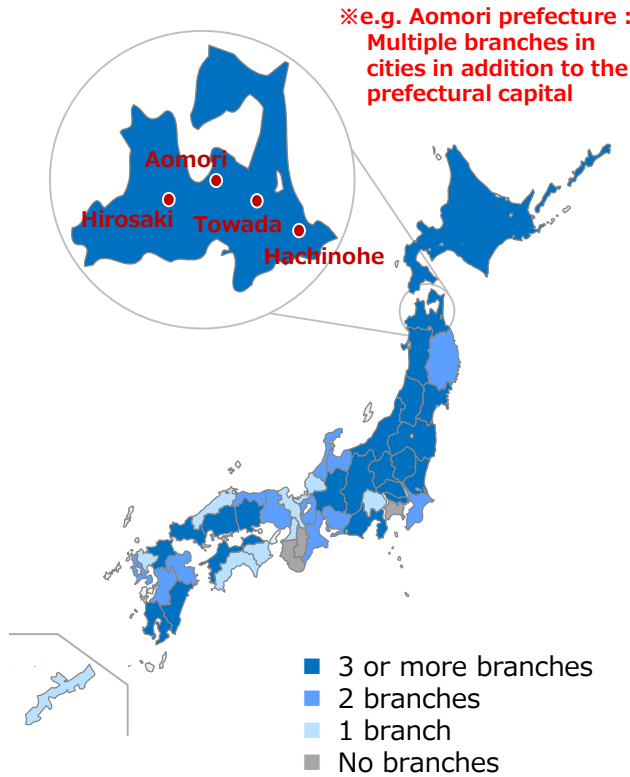 ※e.g. Aomori prefecture :
Multiple branches in
cities in addition to the
prefectural capital
Aomori
Hirosaki
Towada
Hachinohe
3 or more branches
2 branches
1 branch
No branches